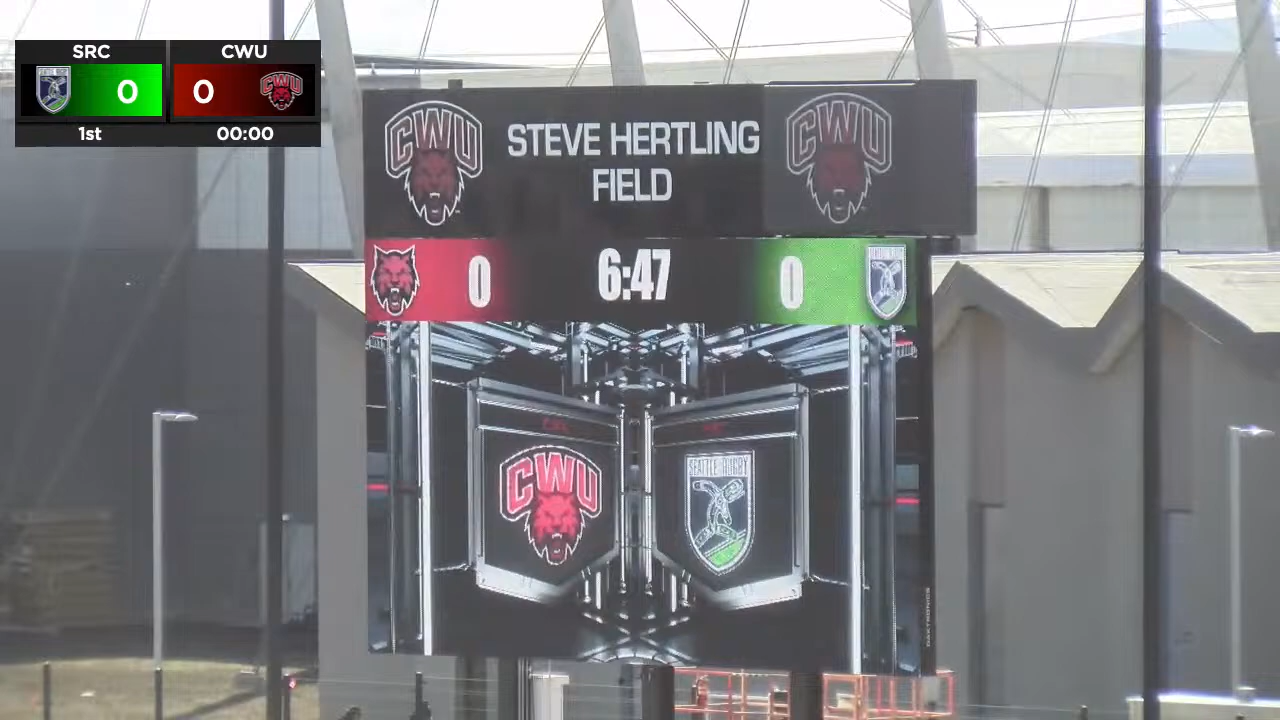 SRC
CWU
0
0
1st
00:00
CWU
STEVE HERTLING
FIELD
CWU
0
6:47
0
CWU
SEATTLE RUGBY
DAKTRONICS